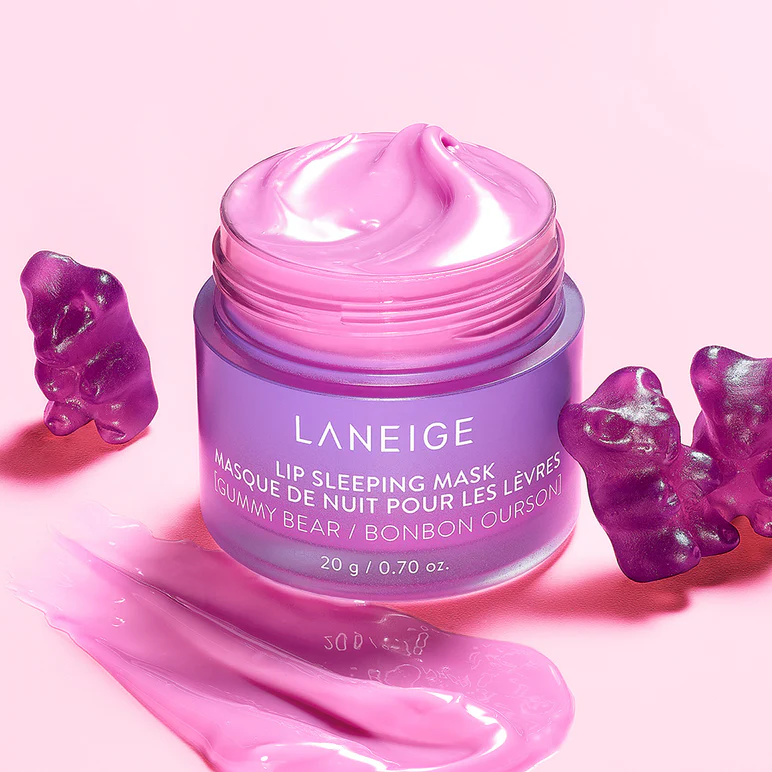 LANEIGE
LIP SLEEPING MASK
MASQUE DE NUIT POUR LES LÈVRES
[GUMMY BEAR / BONBON OURSON]
20 g / 0.70 oz.